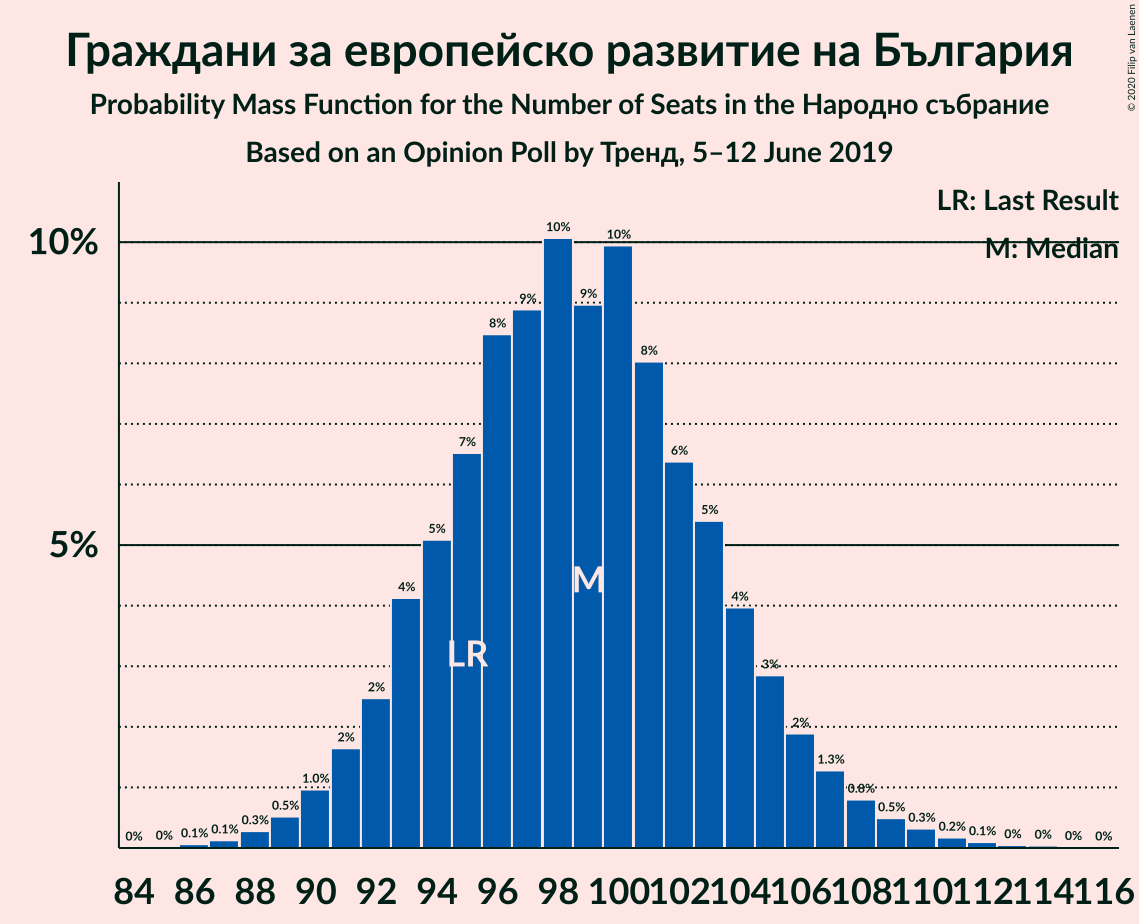 Граждани за европейско развитие на България
Probability Mass Function for the Number of Seats in the Народно събрание
Based on an Opinion Poll by Тренд, 5–12 June 2019
© 2020 Filip van Laenen
LR: Last Result
M: Median
10%
5%
0% 0% 0.1% 0.1% 0.3% 0.5% 1.0% 2% 2% 4% 5% 7% 8% 9% 10% 9% 10% 8% 6% 5% 4% 3% 2% 1.3% 0.8% 0.5% 0.3% 0.2% 0.1% 0% 0% 0% 0%
M
LR
84 86 88 90 92 94 96 98 100 102 104 106 108 110 112 114 116